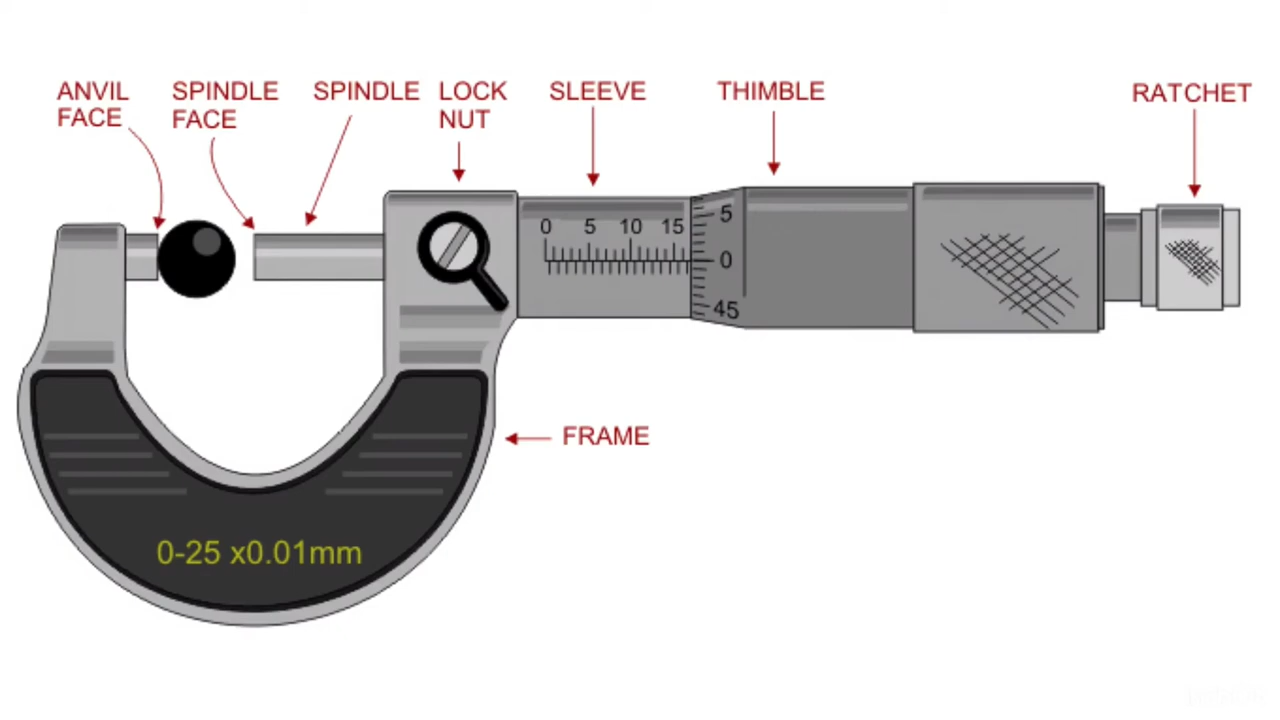 ANVIL
FACE
SPINDLE
FACE
SPINDLE
LOCK
NUT
SLEEVE
THIMBLE
RATCHET
0 5 10 15
5
0
45
FRAME
0-25 x0.01mm